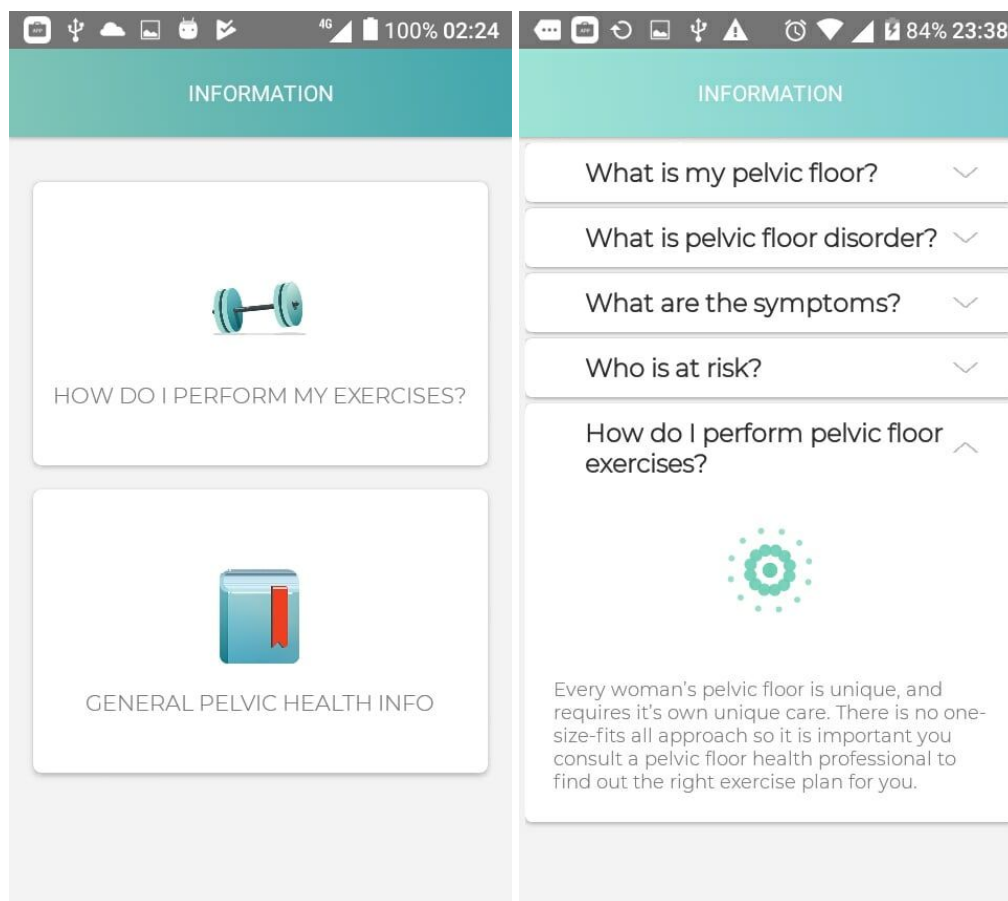 4G 100% 02:24
INFORMATION
HOW DO I PERFORM MY EXERCISES?
GENERAL PELVIC HEALTH INFO
84% 23:38
INFORMATION
What is my pelvic floor?
What is pelvic floor disorder?
What are the symptoms?
Who is at risk?
How do I perform pelvic floor
exercises?
Every woman's pelvic floor is unique, and
requires it's own unique care. There is no one-
size-fits all approach so it is important you
consult a pelvic floor health professional to
find out the right exercise plan for you.